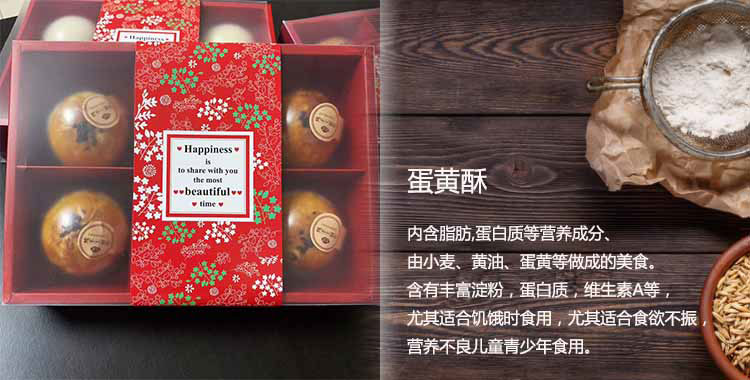 Happiness
Happiness
is
to share with you
the most
beautiful
time
蛋黄酥
内含脂肪,蛋白质等营养成分、
由小麦、黄油、蛋黄等做成的美食。
含有丰富淀粉，蛋白质，维生素A等，
尤其适合饥饿时食用，尤其适合食欲不振，
营养不良儿童青少年食用。